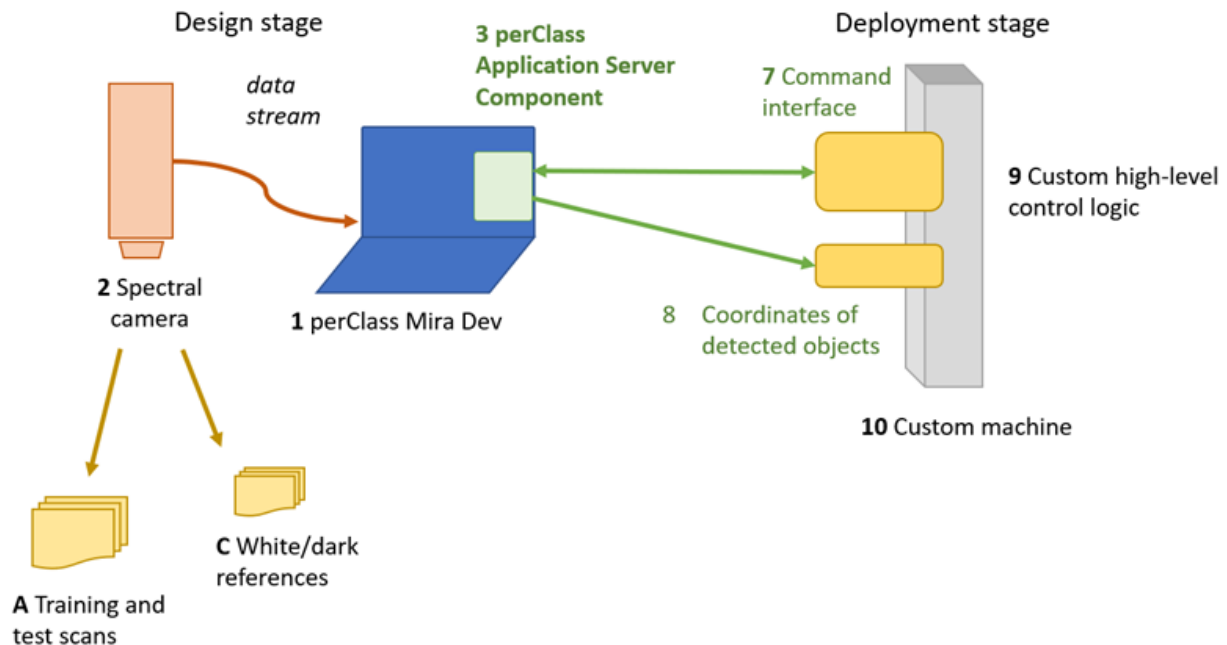 Design stage
Deployment stage
data
stream
3 perClass
Application Server
Component
7 Command
interface
9 Custom high-level
control logic
2 Spectral
camera
1 perClass Mira Dev
8 Coordinates of
detected objects
10 Custom machine
C White/dark
references
A Training and
test scans